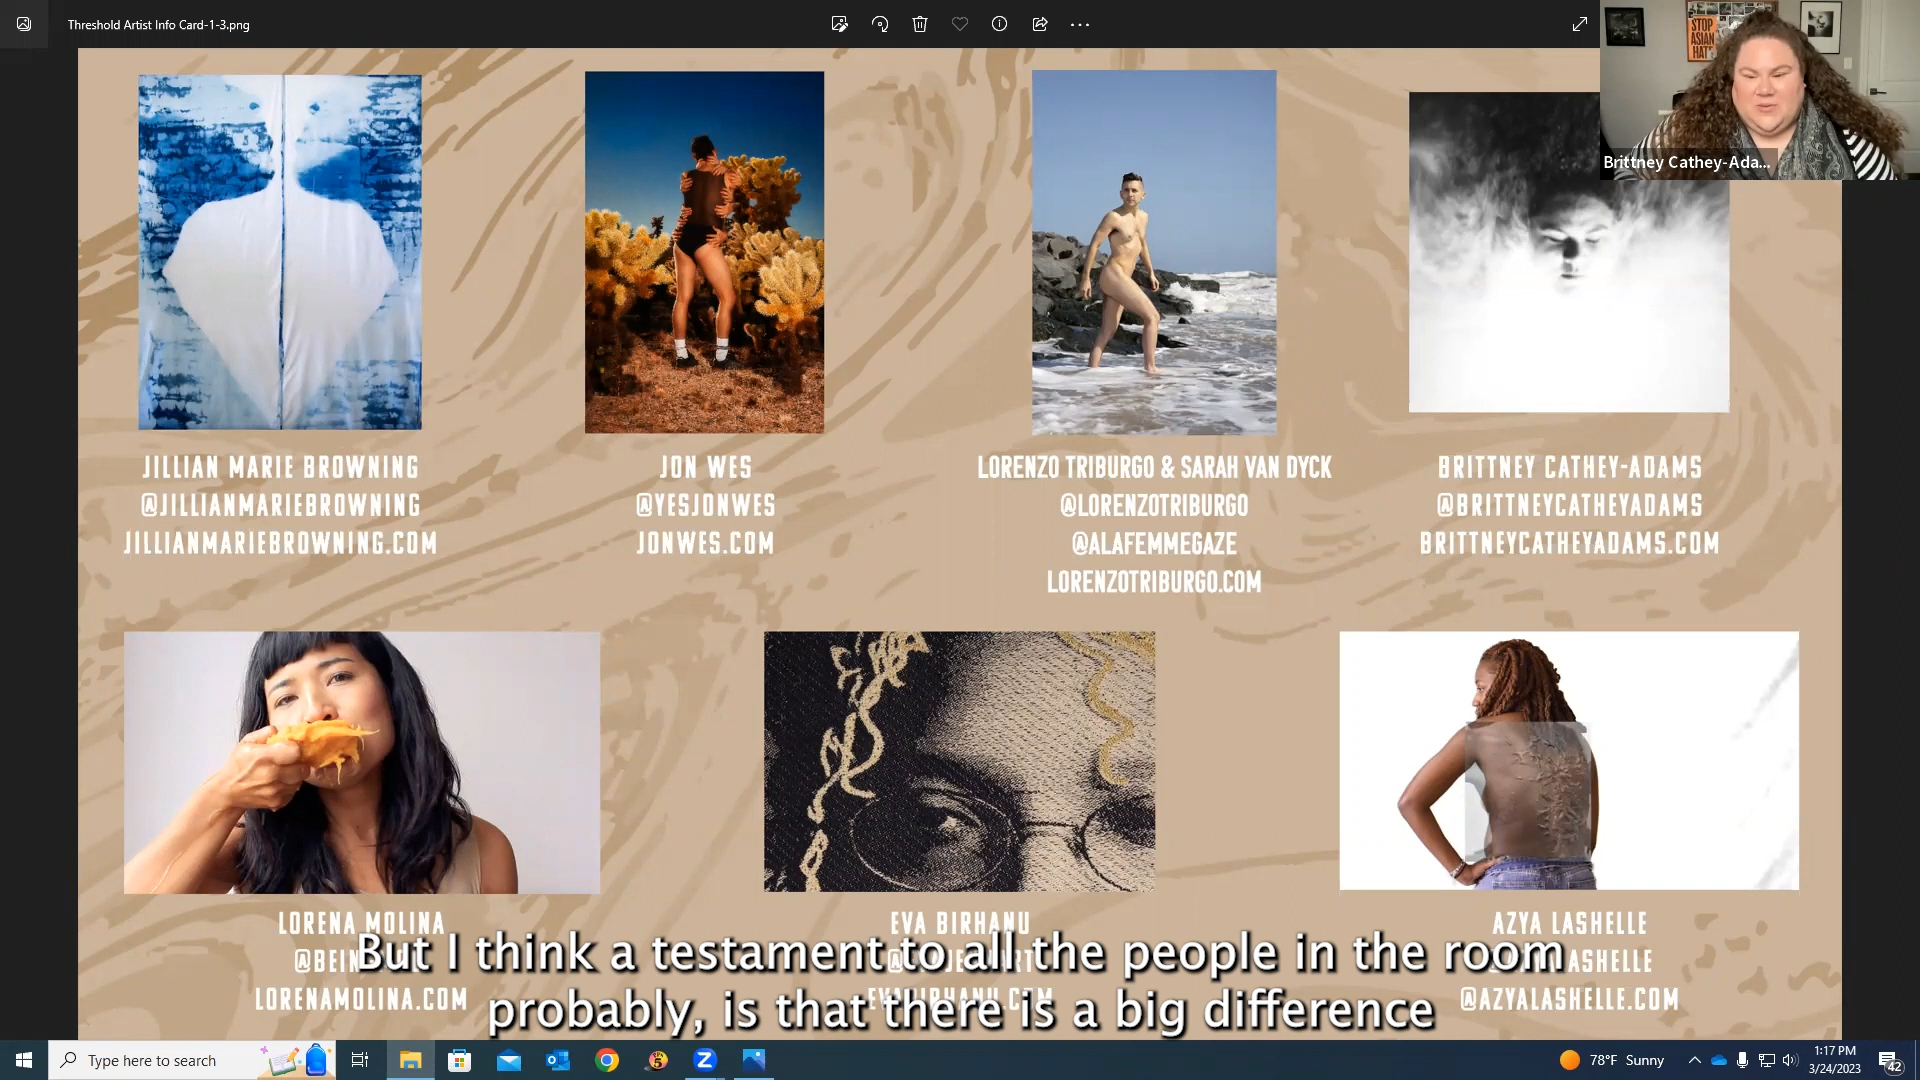 Threshold Artist Info Card-1-3.png
STOP
ASIAN
HATE
Brittney Cathey-Ada...
JILLIAN MARIE BROWNING
@JILLIANMARIEBROWNING
JILLIANMARIEBROWNING.COM
JON WES
@YESJONWES
JONWES.COM
LORENZO TRIBURGO & SARAH VAN DYCK
@LORENZOTRIBURGO
@ALAFEMMEGAZE
LORENZOTRIBURGO.COM
BRITTNEY CATHEY-ADAMS
@BRITTNEYCATHEYADAMS
BRITTNEYCATHEYADAMS.COM
LORENA MOLINA
LORENAMOLINA.COM
EVA BIRHANU
AZYA LASHELLE
@AZYALASHELLE.COM
But I think a testament to all the people in the room
probably, is that there is a big difference
Type here to search
78°F Sunny
1:17 PM
3/24/2023
42